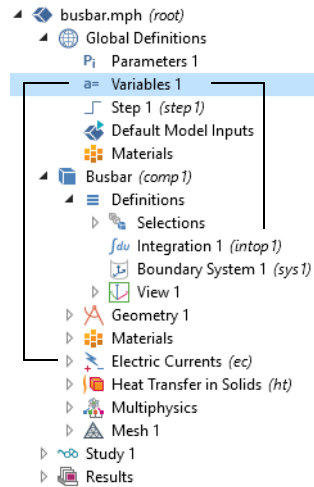 busbar.mph (root)
Global Definitions
Pi Parameters 1
a= Variables 1
Step 1 (step1)
Default Model Inputs
Materials
Busbar (comp1)
Definitions
Selections
∫du Integration 1 (intop1)
Boundary System 1 (sys1)
View 1
Geometry 1
Materials
Electric Currents (ec)
Heat Transfer in Solids (ht)
Multiphysics
Mesh 1
Study 1
Results